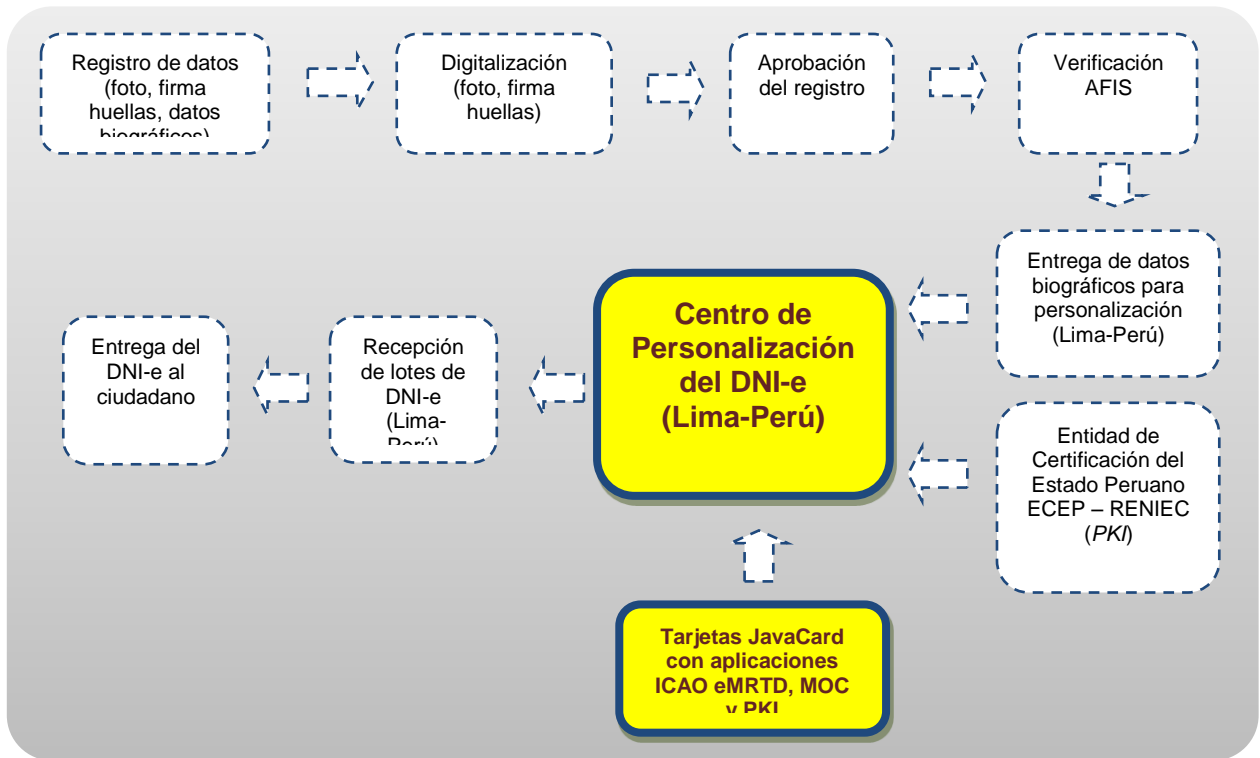 Registro de datos
(foto, firma
huellas, datos
biográficos)
Digitalización
(foto, firma
huellas)
Aprobación
del registro
Verificación
AFIS
Entrega de datos
biográficos para
personalización
(Lima-Perú)
Centro de
Personalización
del DNI-e
(Lima-Perú)
Recepción
de lotes de
DNI-e
(Lima-
Perú)
Entrega del
DNI-e al
ciudadano
Entidad de
Certificación del
Estado Peruano
ECEP – RENIEC
(PKI)
Tarjetas JavaCard
con aplicaciones
ICAO eMRTD, MOC
y PKI